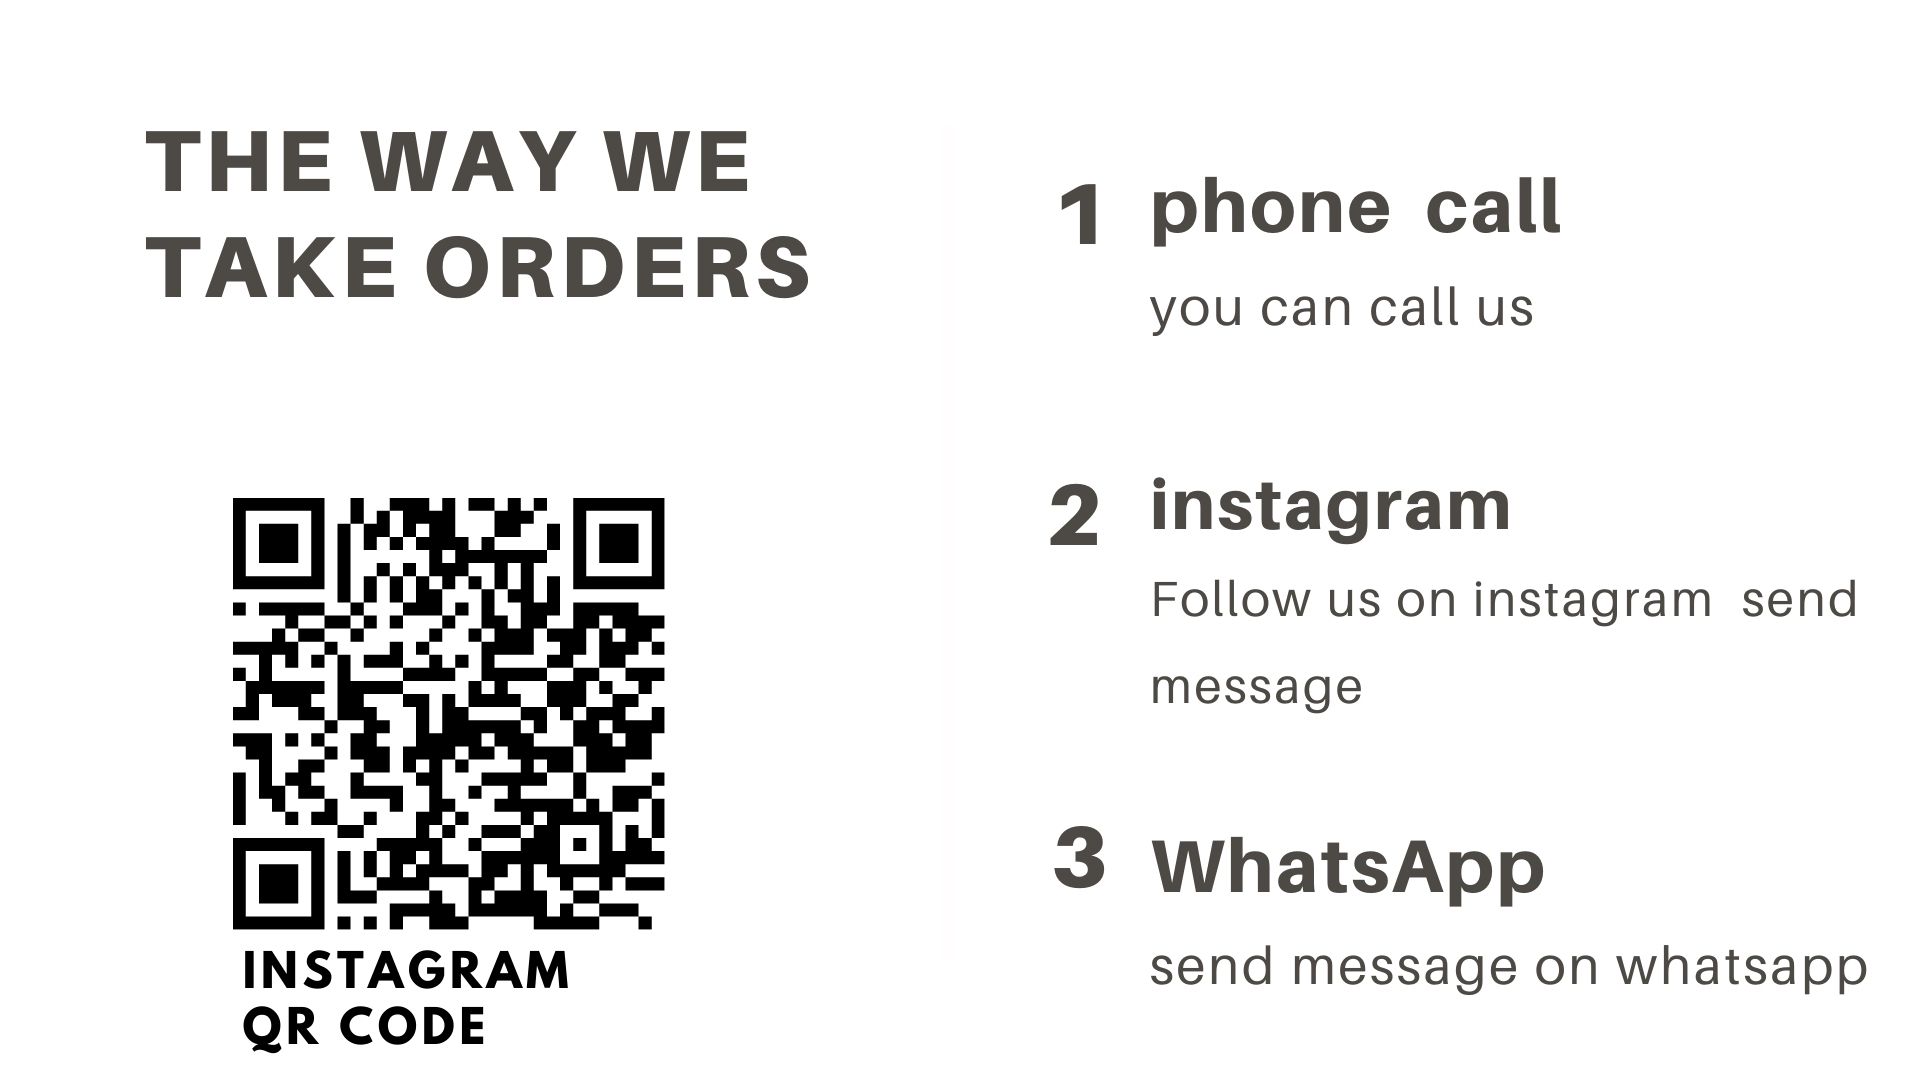 THE WAY WE
TAKE ORDERS
INSTAGRAM
QR CODE
1 phone call
you can call us
2 instagram
Follow us on instagram send
message
3 WhatsApp
send message on whatsapp